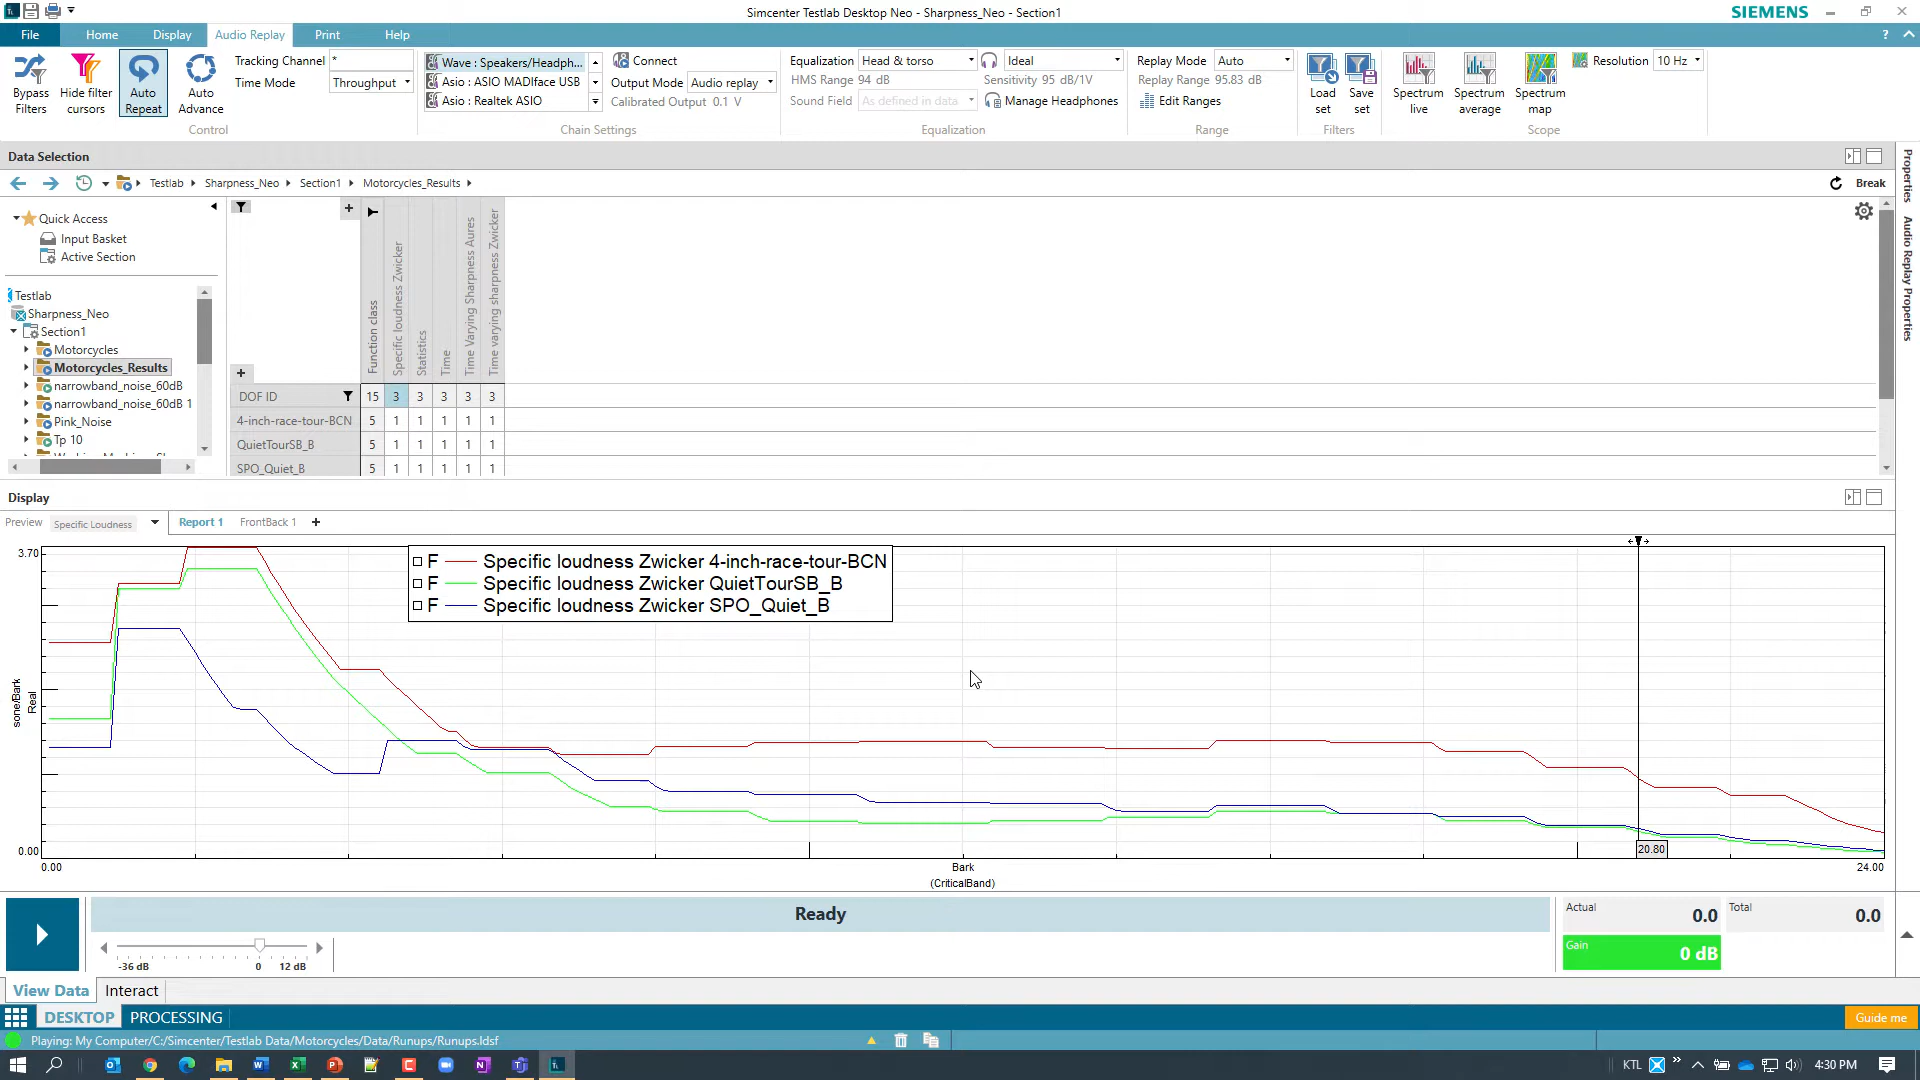 Simcenter Testlab Desktop Neo - Sharpness_Neo - Section1
SIEMENS
File Home Display Audio Replay Print Help
Bypass Filters
Hide filter cursors
Auto Repeat
Auto Advance
Tracking Channel *
Time Mode Throughput
Control
Wave : Speakers/Headph...
Asio : ASIO MADIface USB
Asio : Realtek ASIO
Connect
Output Mode Audio replay
Calibrated Output 0.1 V
Chain Settings
Equalization Head & torso Ideal
HMS Range 94 dB Sensitivity 95 dB/1V
Sound Field As defined in data Manage Headphones
Equalization
Replay Mode Auto
Replay Range 95.83 dB
Edit Ranges
Range
Load set
Save set
Filters
Spectrum live
Spectrum average
Spectrum map
Resolution 10 Hz
Scope
Data Selection
Testlab Sharpness_Neo Section1 Motorcycles_Results
Break
Properties
Audio Replay Properties
Quick Access
Input Basket
Active Section
Testlab
Sharpness_Neo
Section1
Motorcycles
Motorcycles_Results
narrowband_noise_60dB
narrowband_noise_60dB 1
Pink_Noise
Tp 10
Function class
Specific loudness Zwicker
Statistics
Time
Time Varying Sharpness Aures
Time varying sharpness Zwicker
DOF ID 15 3 3 3 3 3
4-inch-race-tour-BCN 5 1 1 1 1 1
QuietTourSB_B 5 1 1 1 1 1
SPO_Quiet_B 5 1 1 1 1 1
Display
Preview Specific Loudness Report 1 FrontBack 1 +
3.70
F Specific loudness Zwicker 4-inch-race-tour-BCN
F Specific loudness Zwicker QuietTourSB_B
F Specific loudness Zwicker SPO_Quiet_B
sone/Bark
Real
0.00
20.80
0.00 Bark 24.00
(CriticalBand)
Ready
-36 dB 0 12 dB
Actual 0.0
Total 0.0
Gain 0 dB
View Data Interact
DESKTOP PROCESSING
Guide me
Playing: My Computer/C:/Simcenter/Testlab Data/Motorcycles/Data/Runups/Runups.ldsf
KTL 4:30 PM